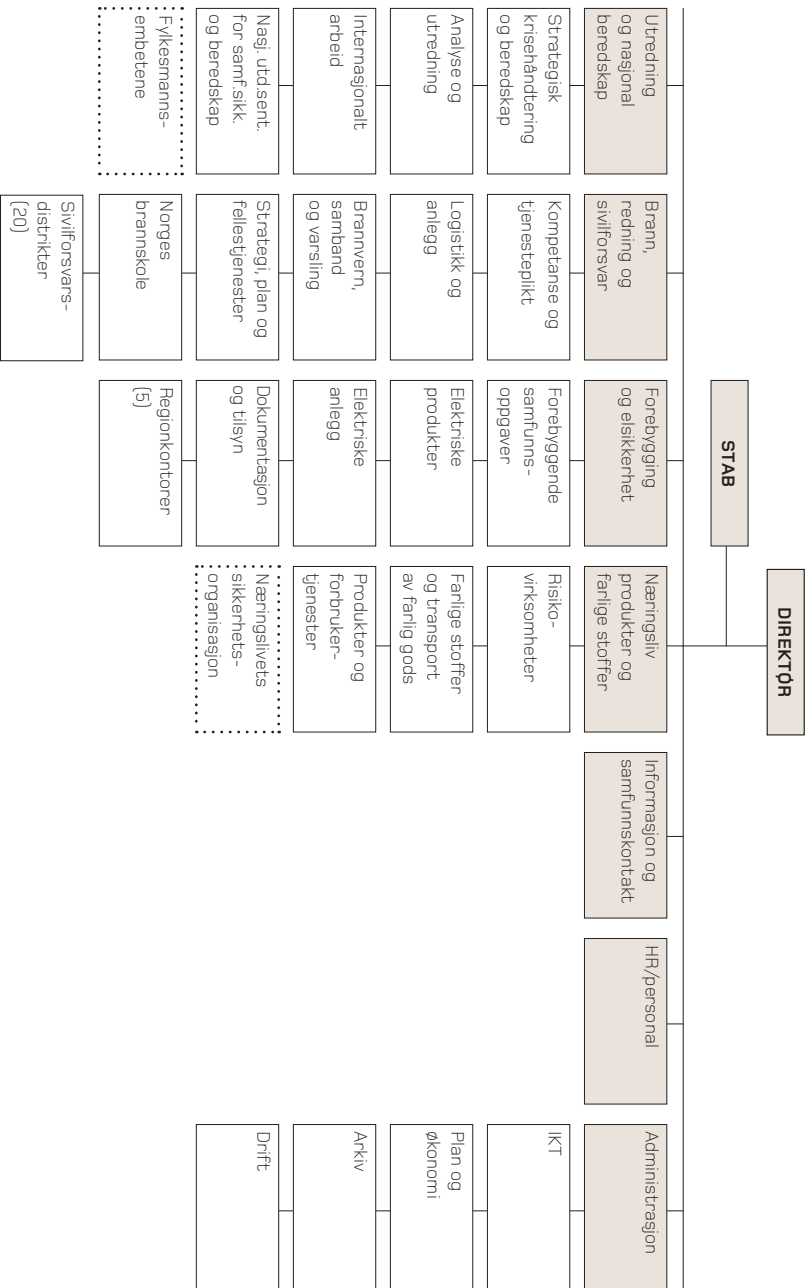 DIREKTØR
STAB
Utredning
og nasjonal
beredskap
Strategisk
krisehåndtering
og beredskap
Analyse og
utredning
Internasjonalt
arbeid
Nasj. utd.sent.
for samf.sikk.
og beredskap
Fylkesmanns-
embetene
Brann,
redning og
sivilforsvar
Kompetanse og
tjenesteplikt
Logistikk og
anlegg
Brannvern,
samband
og varsling
Strategi, plan og
fellestjenester
Norges
brannskole
Sivilforsvars-
distrikter
(20)
Forebygging
og elsikkerhet
Forebyggende
samfunns-
oppgaver
Elektriske
produkter
Elektriske
anlegg
Dokumentasjon
og tilsyn
Regionkontorer
(5)
Næringsliv
produkter og
farlige stoffer
Risiko-
virksomheter
Farlige stoffer
og transport
av farlig gods
Produkter og
forbruker-
tjenester
Næringslivets
sikkerhets-
organisasjon
Informasjon og
samfunnskontakt
HR/personal
Administrasjon
IKT
Plan og
økonomi
Arkiv
Drift